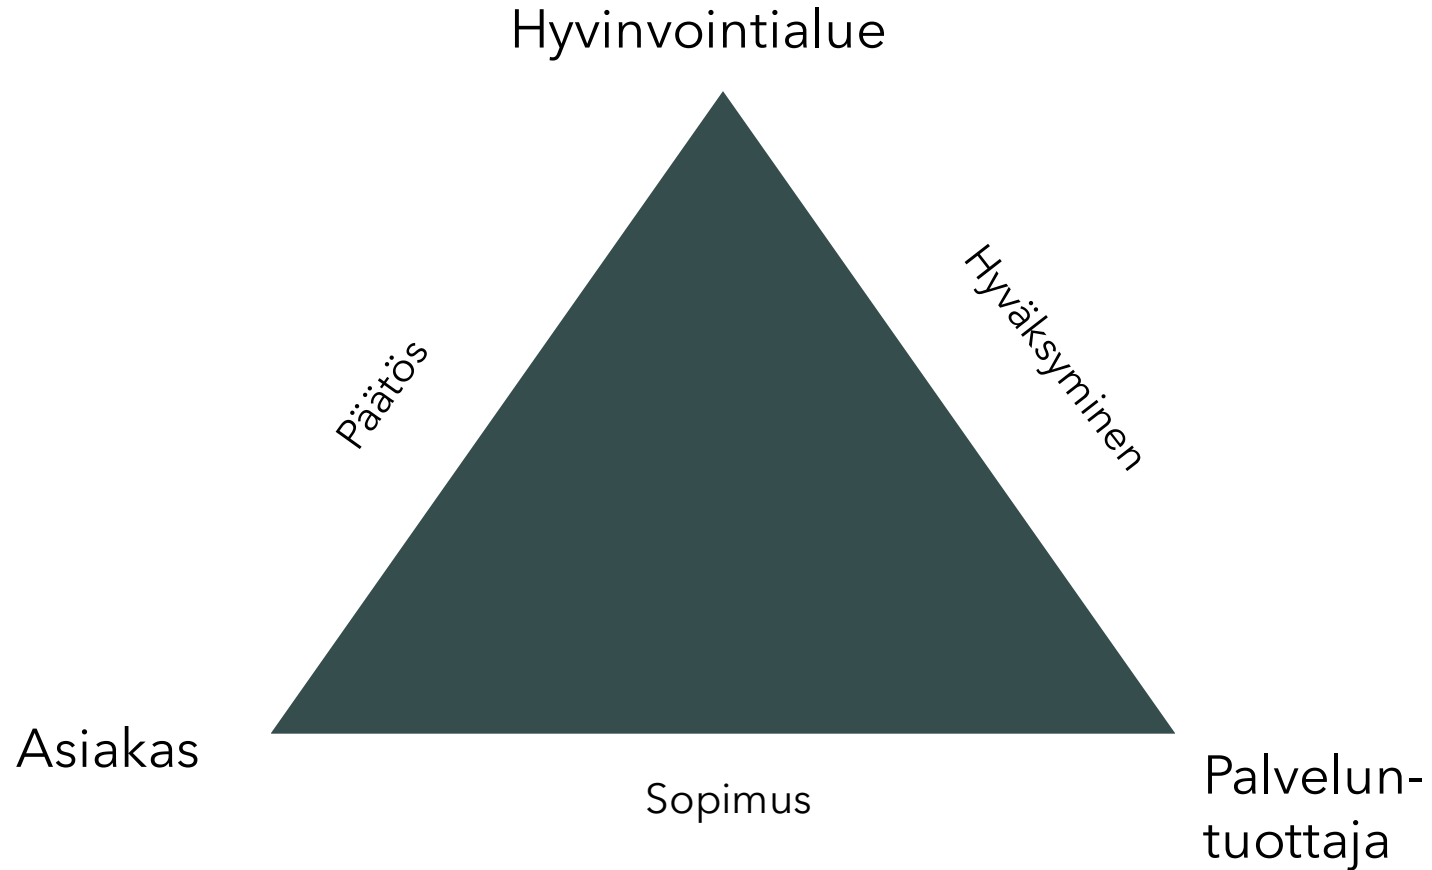 Hyvinvointialue
Hyväksyminen
Päätös
Asiakas
Sopimus
Palvelun-
tuottaja